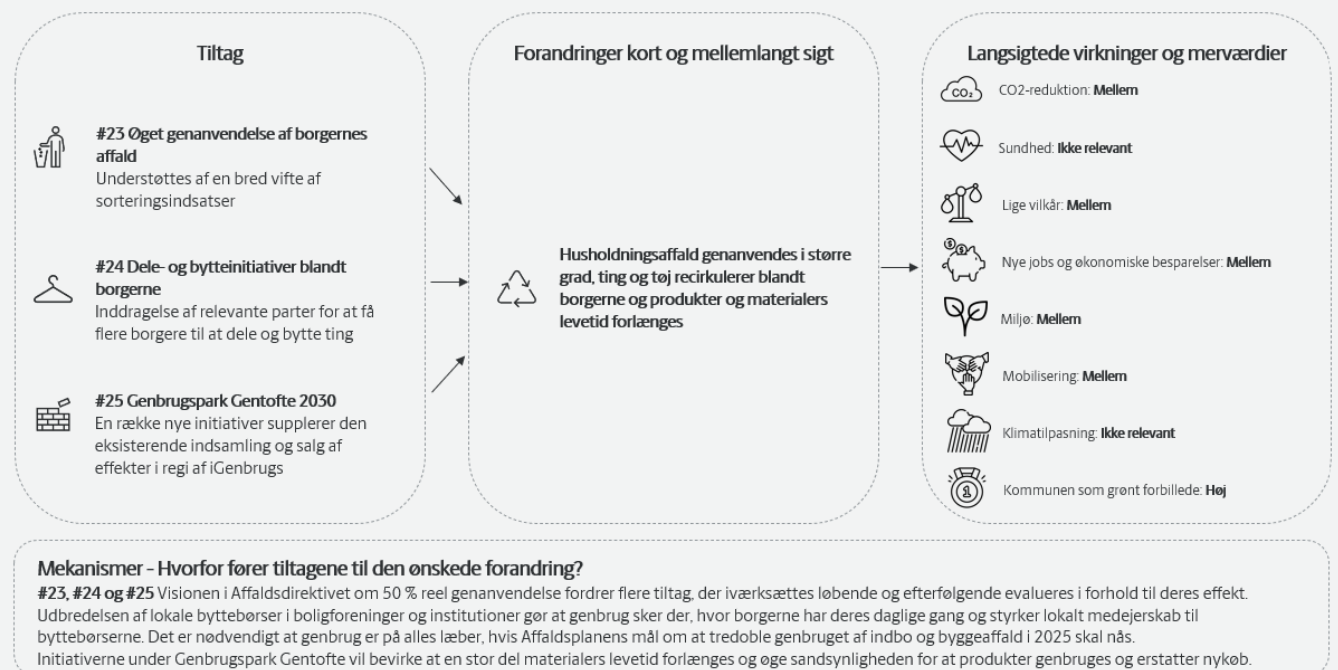 Tiltag
#23 Øget genanvendelse af borgernes
affald
Understøttes af en bred vifte af
sorteringsindsatser
#24 Dele- og bytteinitiativer blandt
borgerne
Inddragelse af relevante parter for at få
flere borgere til at dele og bytte ting
#25 Genbrugspark Gentofte 2030
En række nye initiativer supplerer den
eksisterende indsamling og salg af
effekter i regi af iGenbrugs
Forandringer kort og mellemlangt sigt
Husholdningsaffald genanvendes i større
grad, ting og tøj recirkulerer blandt
borgerne og produkter og materialers
levetid forlænges
Langsigtede virkninger og merværdier
CO₂
CO2-reduktion: Mellem
Sundhed: Ikke relevant
Lige vilkår: Mellem
$ $
Nye jobs og økonomiske besparelser: Mellem
Miljø: Mellem
Mobilisering: Mellem
Klimatilpasning: Ikke relevant
1
Kommunen som grønt forbillede: Høj
Mekanismer - Hvorfor fører tiltagene til den ønskede forandring?
#23, #24 og #25 Visionen i Affaldsdirektivet om 50 % reel genanvendelse fordrer flere tiltag, der iværksættes løbende og efterfølgende evalueres i forhold til deres effekt.
Udbredelsen af lokale byttebørser i boligforeninger og institutioner gør at genbrug sker der, hvor borgerne har deres daglige gang og styrker lokalt medejerskab til
byttebørserne. Det er nødvendigt at genbrug er på alles læber, hvis Affaldsplanens mål om at tredoble genbruget af indbo og byggeaffald i 2025 skal nås.
Initiativerne under Genbrugspark Gentofte vil bevirke at en stor del materialers levetid forlænges og øge sandsynligheden for at produkter genbruges og erstatter nykøb.